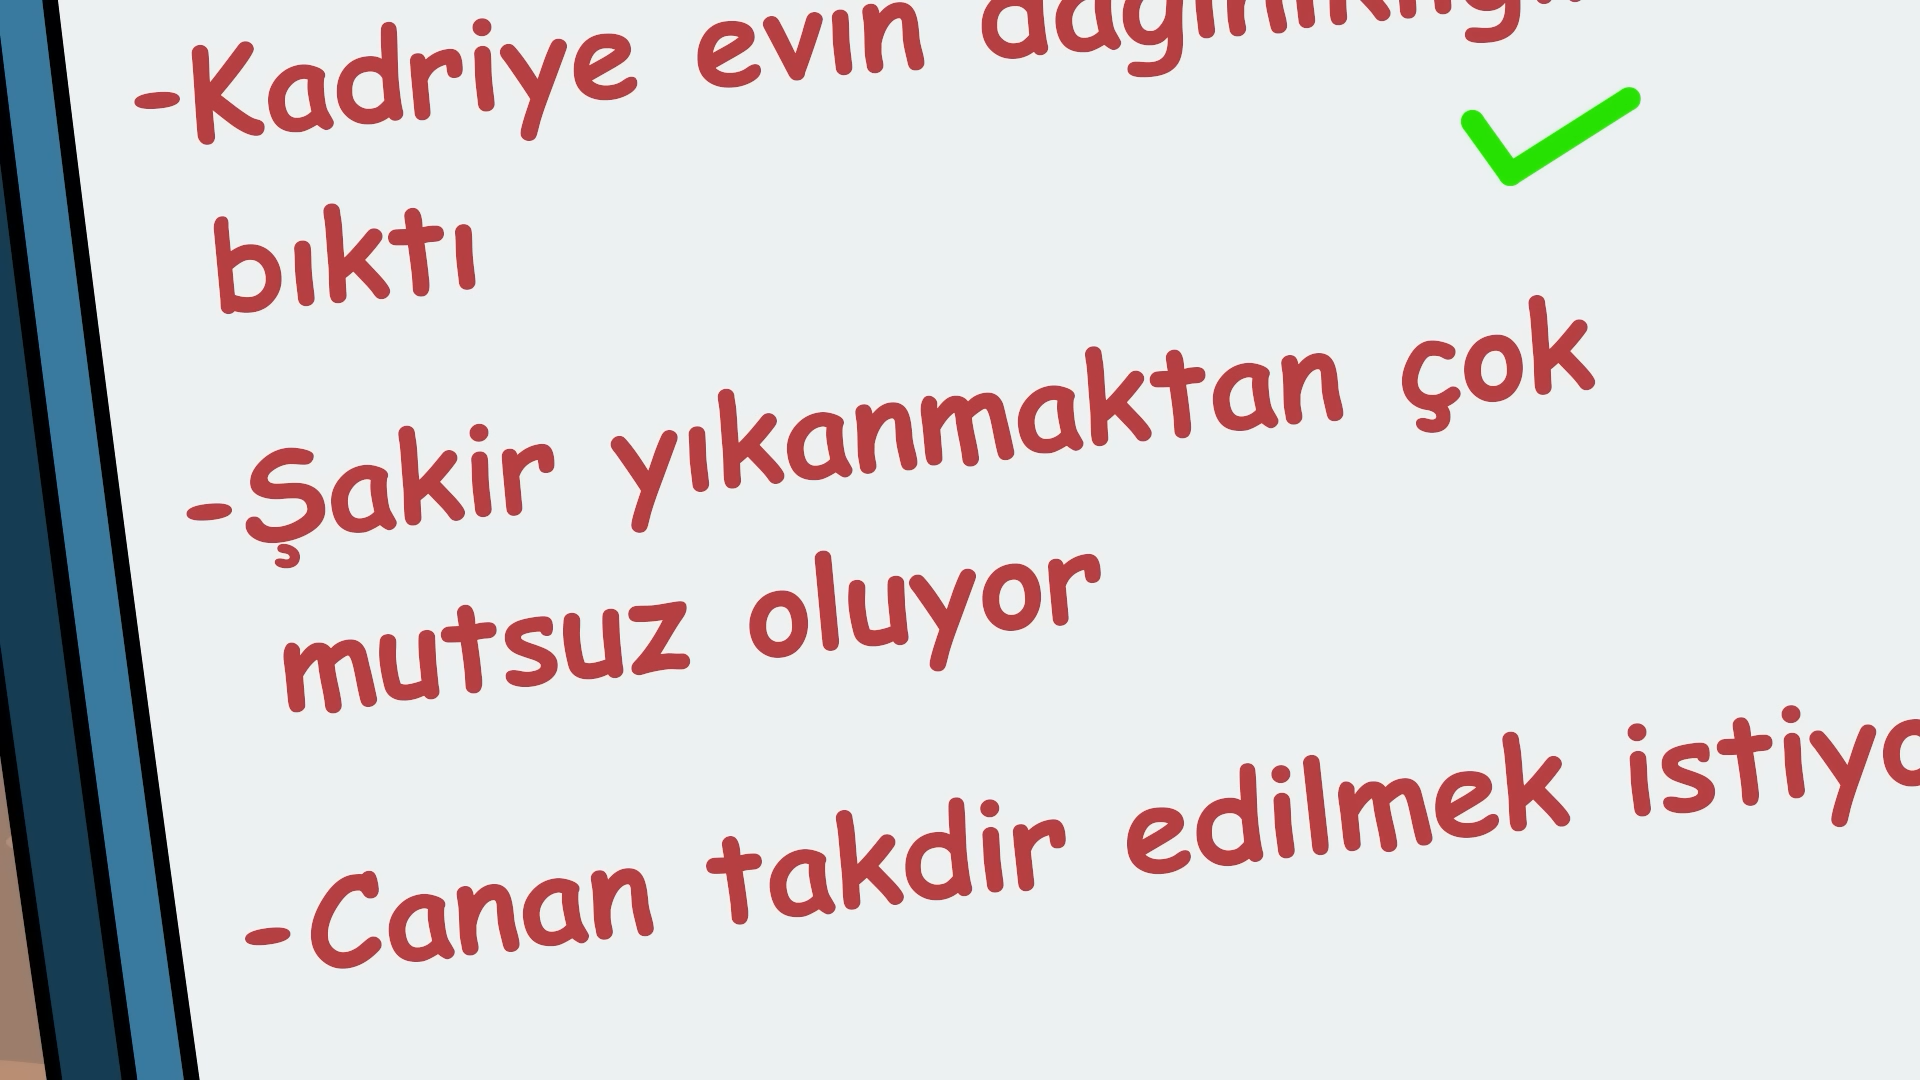 -Kadriye evin
bıktı
-Şakir yıkanmaktan çok
mutsuz oluyor
-Canan takdir edilmek